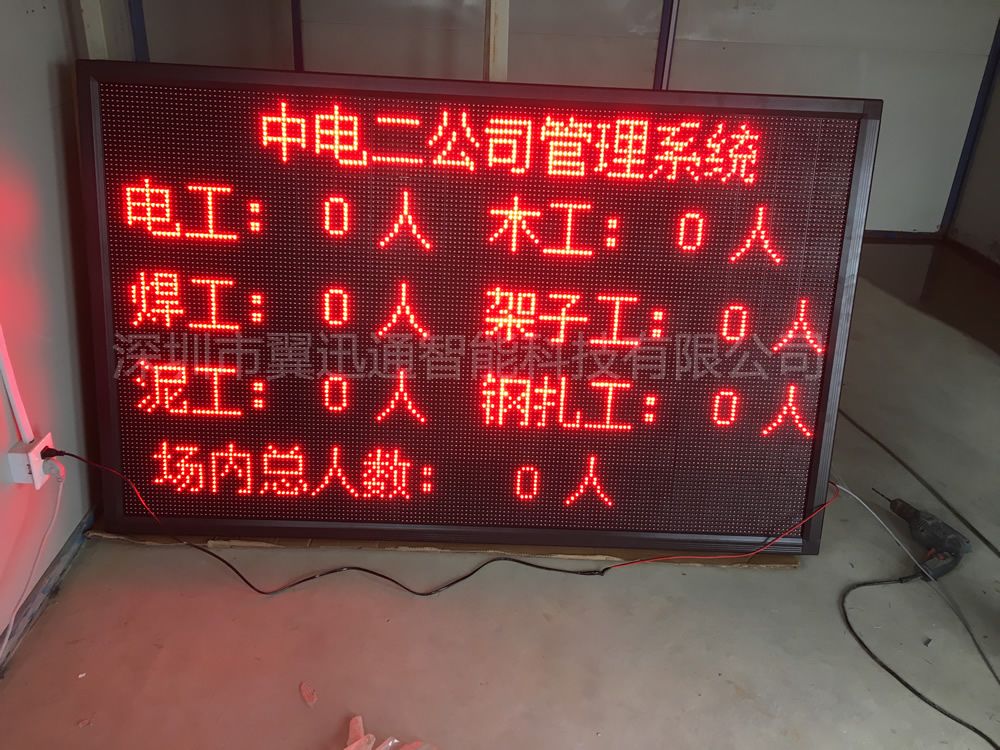 中电二公司管理系统
电工: 0人 木工: 0人
焊工: 0人 架子工: 0人
深圳市翼迅通智能科技有限公司
泥工: 0人 钢扎工: 0人
场内总人数: 0人